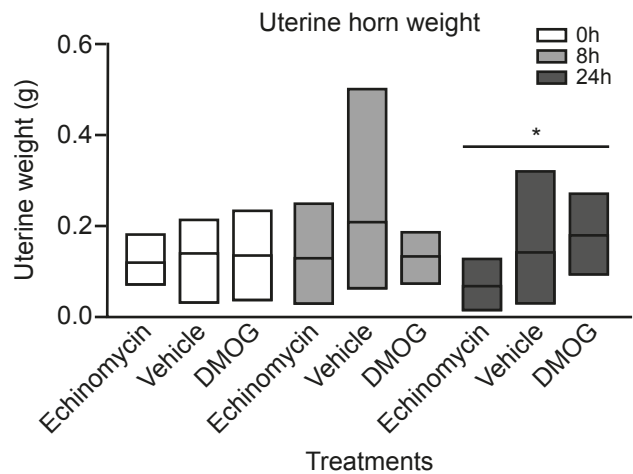 Uterine horn weight
0h
8h
24h
Uterine weight (g)
0.6
0.4
0.2
0.0
*
Echinomycin
Vehicle
DMOG
Echinomycin
Vehicle
DMOG
Echinomycin
Vehicle
DMOG
Treatments